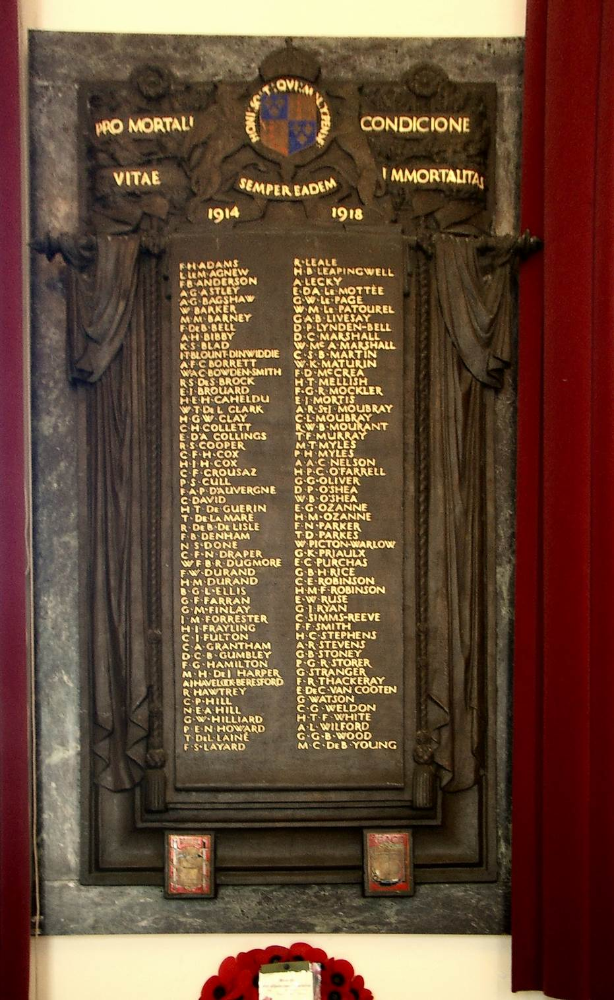 HONI SOIT QVI MAL Y PENSE
PRO MORTALI CONDICIONE
VITAE IMMORTALITAS
SEMPER EADEM
1914 1918
F·H·ADAMS
E·LEM·AGNEW
F·B·ANDERSON
A·G·ASTLEY
A·G·BAGSHAW
W·BARKER
M·M·BARNEY
F·DEB·BELL
A·H·BIBBY
K·S·BLAD
I·T·BLOUNT·DINWIDDIE
A·F·C·BORRETT
W·A·C·BOWDEN·SMITH
R·S·DES·BROCK
E·J·BROUARD
H·E·H·CAHELDU
W·T·DEL·CLARK
H·G·W·CLAY
C·H·COLLETT
E·D'A·COLLINGS
R·S·COOPER
C·F·H·COX
H·J·H·COX
C·F·CROUSAZ
P·S·CULL
F·A·P·D'AUVERGNE
C·DAVID
H·T·DE·GUERIN
T·DE·LA·MARE
R·DEB·DE·LISLE
F·B·DENHAM
N·S·DONE
C·F·N·DRAPER
W·F·B·R·DUGMORE
F·W·DURAND
H·M·DURAND
B·G·L·ELLIS
G·F·FARRAN
G·M·FINLAY
J·M·FORRESTER
H·J·FRAYLING
C·J·FULTON
C·A·GRANTHAM
D·C·B·GUMBLEY
F·G·HAMILTON
M·H·DEJ·HARPER
A·J·HAVELOCK·BERESFORD
R·HAWTREY
C·P·HILL
N·E·A·HILL
G·W·HILLIARD
P·E·N·HOWARD
T·DEL·LAINÉ
F·S·LAYARD
R·LEALE
H·B·LEAPINGWELL
A·LECKY
E·DA·LE·MOTTÉE
G·W·LE·PAGE
W·M·LE·PATOUREL
G·A·B·LIVESAY
D·P·LYNDEN-BELL
D·C·MARSHALL
W·MCA·MARSHALL
C·S·B·MARTIN
W·K·MATURIN
F·D·MCCREA
H·T·MELLISH
F·G·R·MOCKLER
E·J·MORTIS
A·R·STJ·MOUBRAY
C·L·MOUBRAY
R·W·B·MOURANT
T·F·MURRAY
M·T·MYLES
P·H·MYLES
A·A·C·NELSON
H·P·C·O'FARRELL
G·G·OLIVER
D·P·O'SHEA
W·B·O'SHEA
E·G·OZANNE
H·M·OZANNE
F·N·PARKER
T·D·PARKES
W·PICTON·WARLOW
G·K·PRIAULX
E·C·PURCHAS
G·B·H·RICE
C·E·ROBINSON
H·M·F·ROBINSON
E·W·RUSE
G·J·RYAN
C·SIMMS-REEVE
F·F·SMITH
H·C·STEPHENS
A·R·STEVENS
G·B·STONEY
P·G·R·STORER
G·STRANGER
F·R·THACKERAY
E·DEC·VAN COOTEN
G·WATSON
C·G·WELDON
H·T·F·WHITE
A·L·WILFORD
G·G·B·WOOD
M·C·DEB·YOUNG